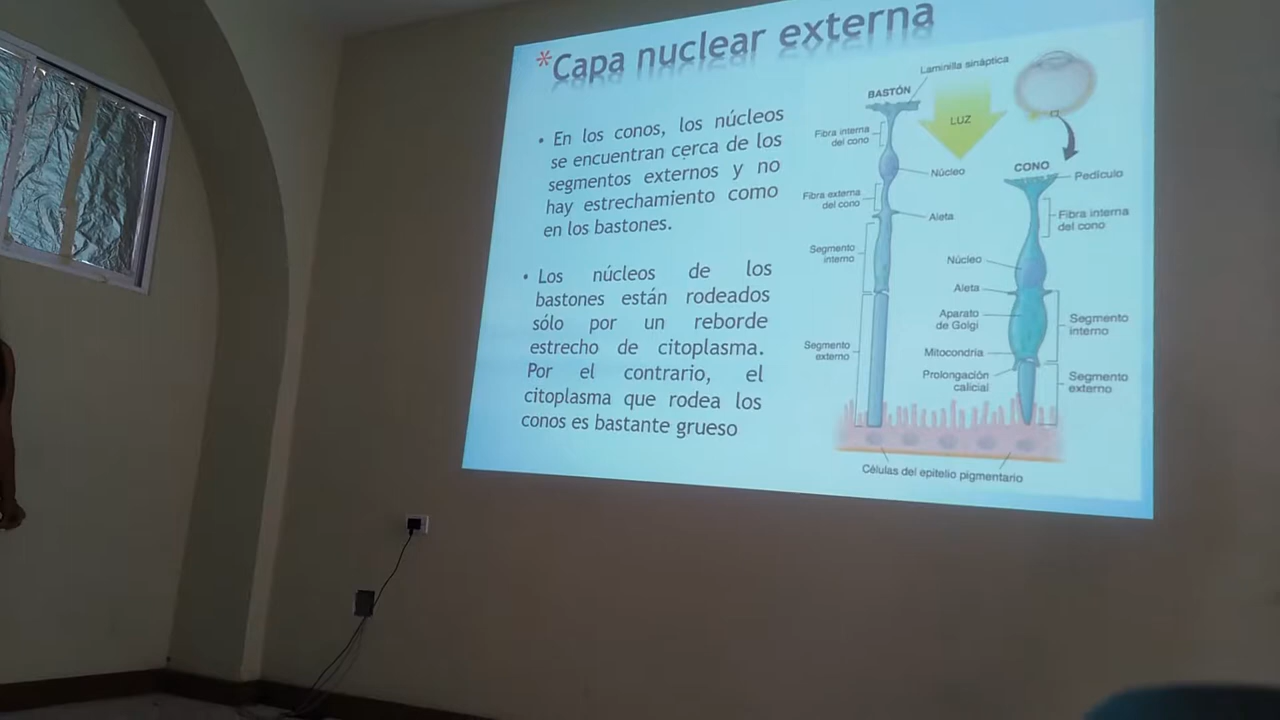 *Capa nuclear externa
• En los conos, los núcleos
se encuentran cerca de los
segmentos externos y no
hay estrechamiento como
en los bastones.
• Los núcleos de los
bastones están rodeados
sólo por un reborde
estrecho de citoplasma.
Por el contrario, el
citoplasma que rodea los
conos es bastante grueso
Laminilla sináptica
BASTÓN
LUZ
Fibra interna
del cono
Núcleo
Fibra externa
del cono
Aleta
Segmento
interno
Segmento
externo
CONO
Pedículo
Fibra interna
del cono
Núcleo
Aleta
Aparato
de Golgi
Segmento
interno
Mitocondria
Prolongación
calicial
Segmento
externo
Células del epitelio pigmentario